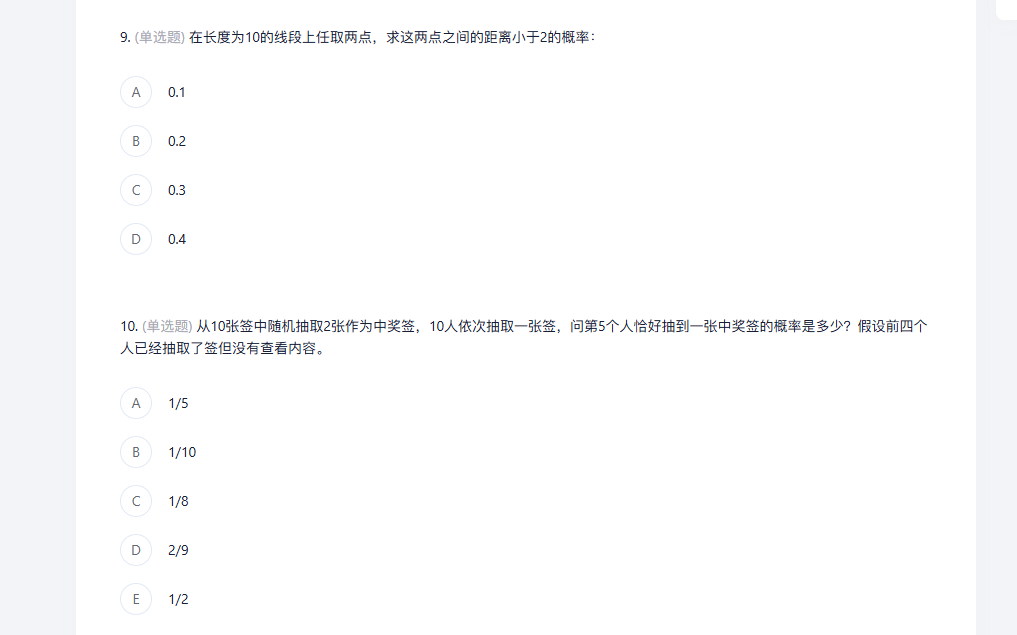 9. (单选题) 在长度为10的线段上任取两点，求这两点之间的距离小于2的概率：
A 0.1
B 0.2
C 0.3
D 0.4
10. (单选题) 从10张签中随机抽取2张作为中奖签，10人依次抽取一张签，问第5个人恰好抽到一张中奖签的概率是多少？假设前四个
人已经抽取了签但没有查看内容。
A 1/5
B 1/10
C 1/8
D 2/9
E 1/2